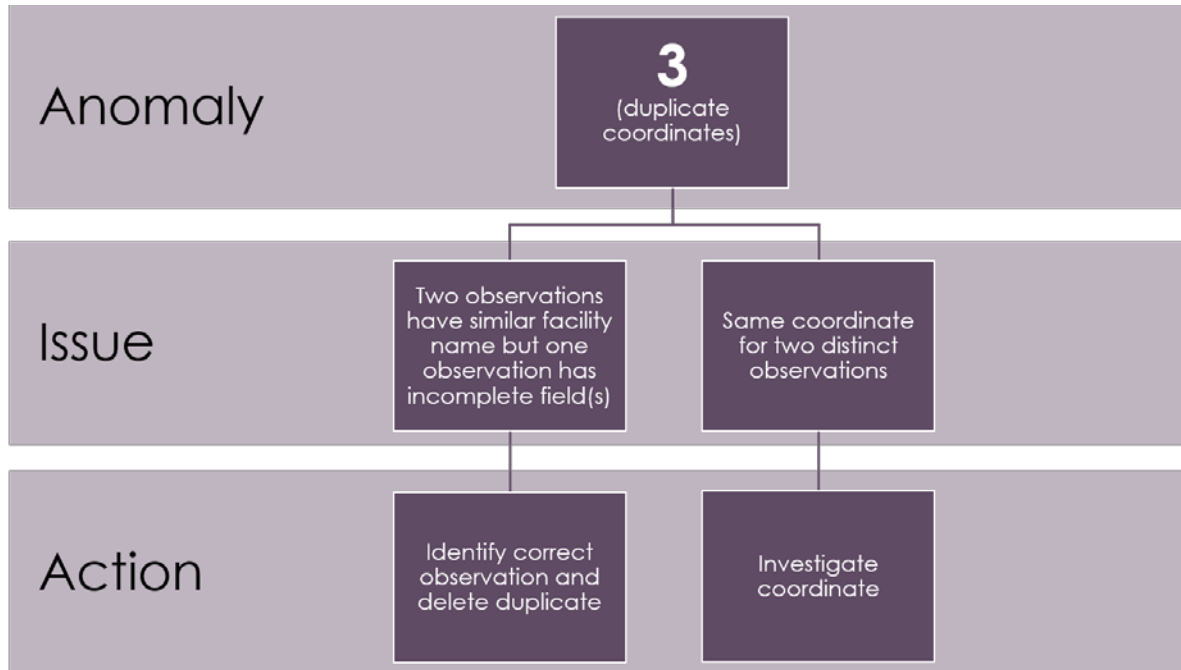 Anomaly
3
(duplicate
coordinates)
Issue
Two observations
have similar facility
name but one
observation has
incomplete field(s)
Same coordinate
for two distinct
observations
Action
Identify correct
observation and
delete duplicate
Investigate
coordinate